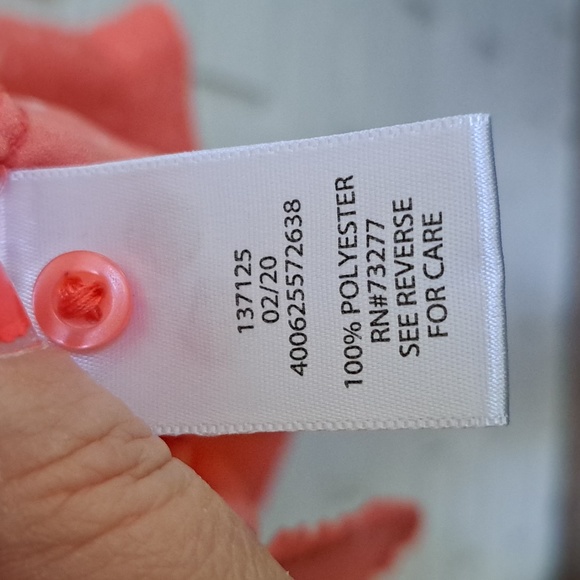 137125
02/20
400625572638
100% POLYESTER
RN#73277
SEE REVERSE
FOR CARE